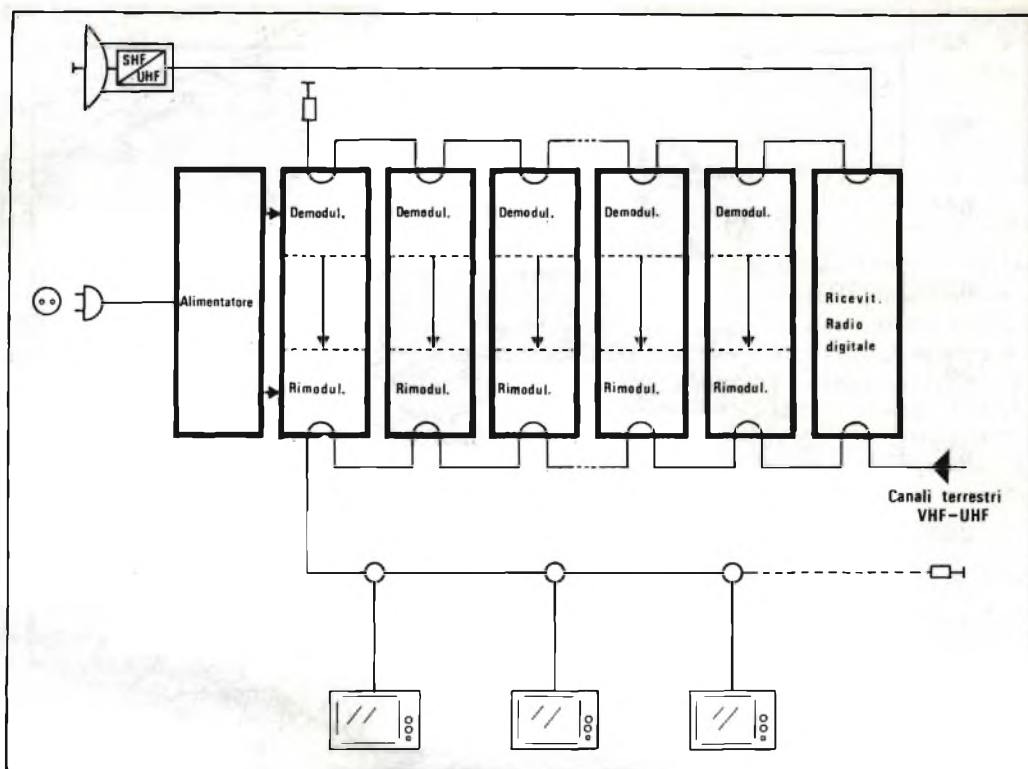 SHF
UHF
Demodul.
Demodul.
Demodul.
Demodul.
Demodul.
Alimentatore
Ricevit.
Radio
digitale
Rimodul.
Rimodul.
Rimodul.
Rimodul.
Rimodul.
Canali terrestri
VHF-UHF